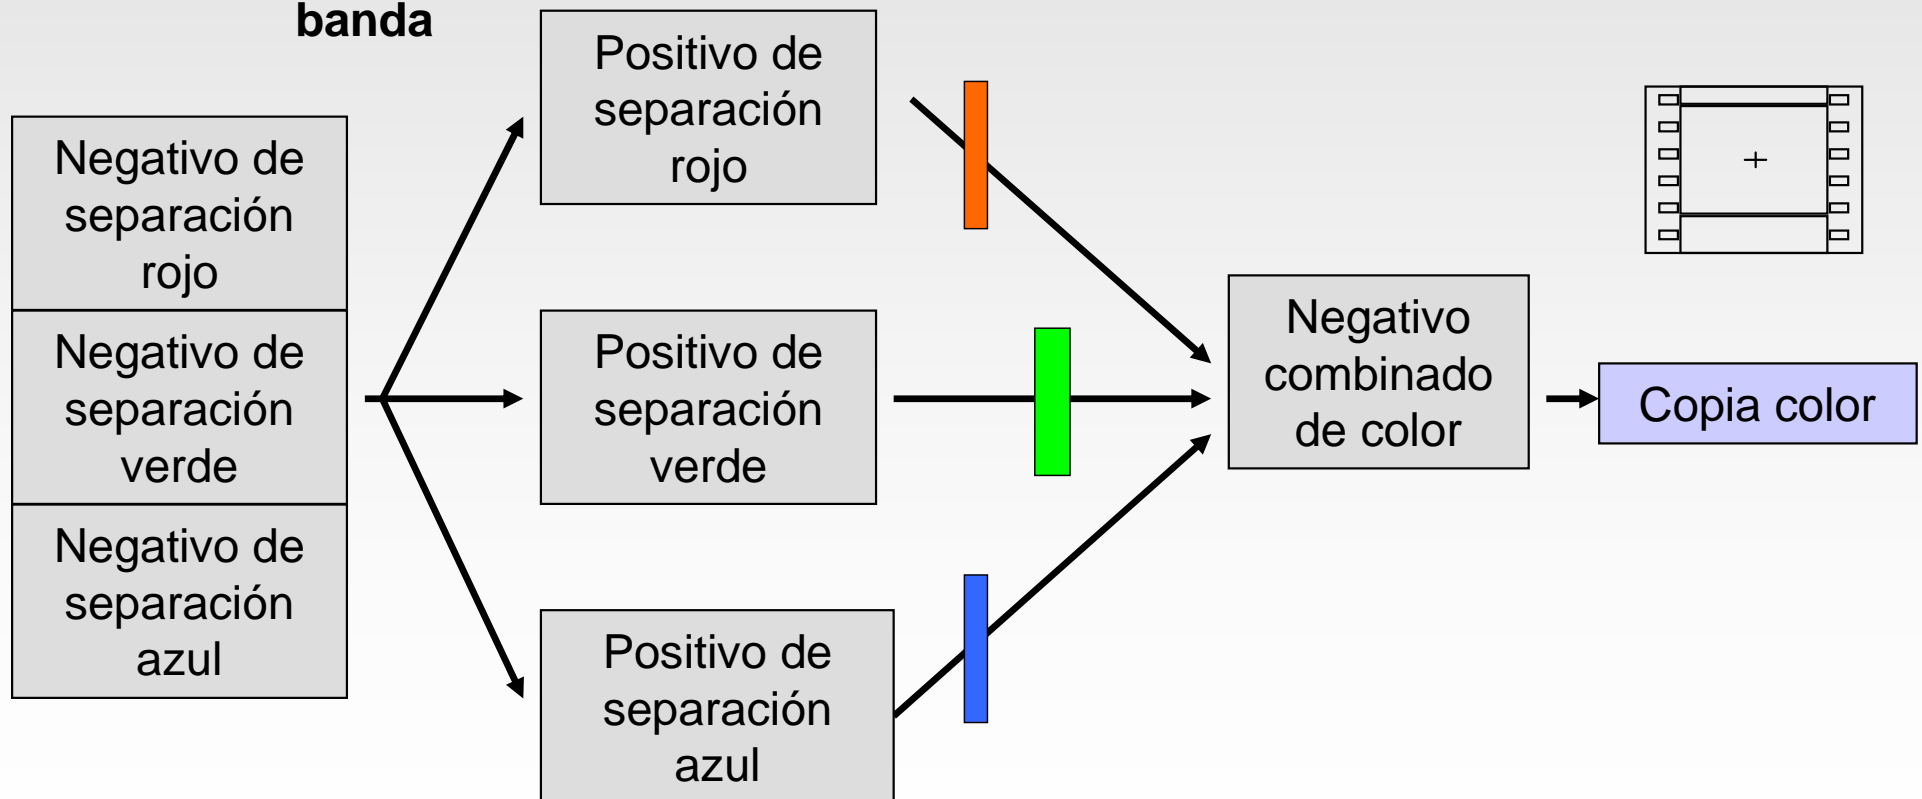 banda
Negativo de
separación
rojo
Negativo de
separación
verde
Negativo de
separación
azul
Positivo de
separación
rojo
Positivo de
separación
verde
Positivo de
separación
azul
Negativo
combinado
de color
Copia color